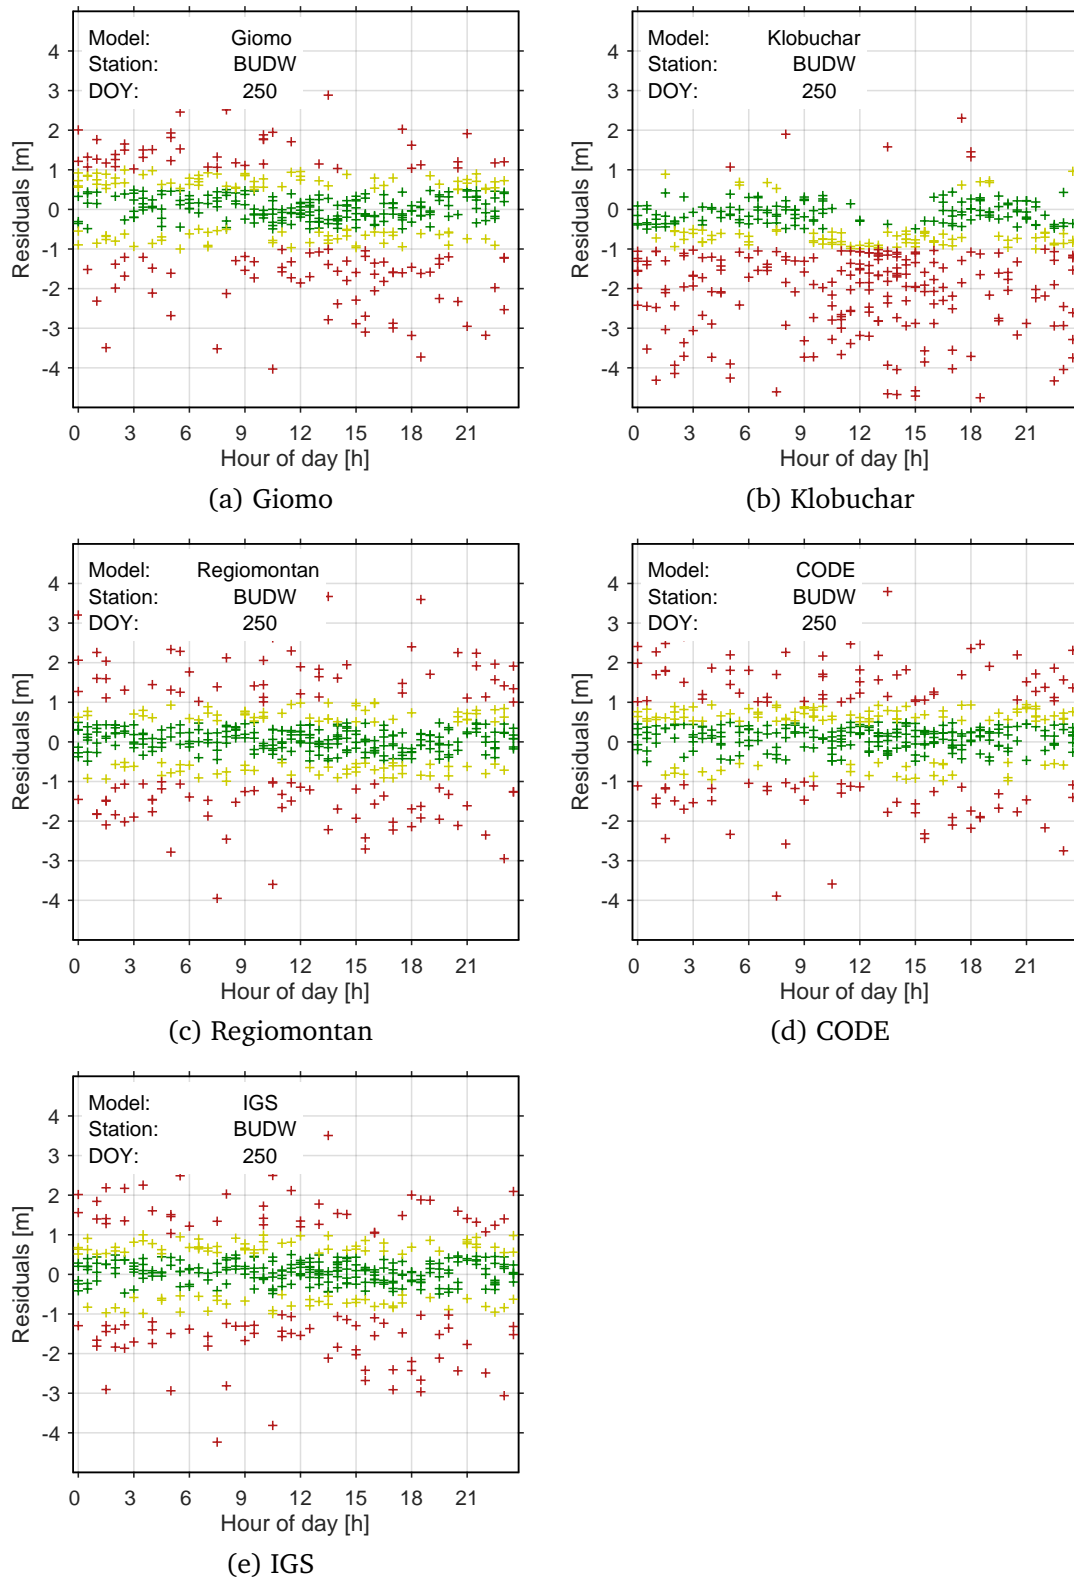 Model: Giomo
Station: BUDW
DOY: 250
4
3
2
1
0
-1
-2
-3
-4
Residuals [m]
0 3 6 9 12 15 18 21
Hour of day [h]
(a) Giomo
Model: Klobuchar
Station: BUDW
DOY: 250
4
3
2
1
0
-1
-2
-3
-4
Residuals [m]
0 3 6 9 12 15 18 21
Hour of day [h]
(b) Klobuchar
Model: Regiomontan
Station: BUDW
DOY: 250
4
3
2
1
0
-1
-2
-3
-4
Residuals [m]
0 3 6 9 12 15 18 21
Hour of day [h]
(c) Regiomontan
Model: CODE
Station: BUDW
DOY: 250
4
3
2
1
0
-1
-2
-3
-4
Residuals [m]
0 3 6 9 12 15 18 21
Hour of day [h]
(d) CODE
Model: IGS
Station: BUDW
DOY: 250
4
3
2
1
0
-1
-2
-3
-4
Residuals [m]
0 3 6 9 12 15 18 21
Hour of day [h]
(e) IGS